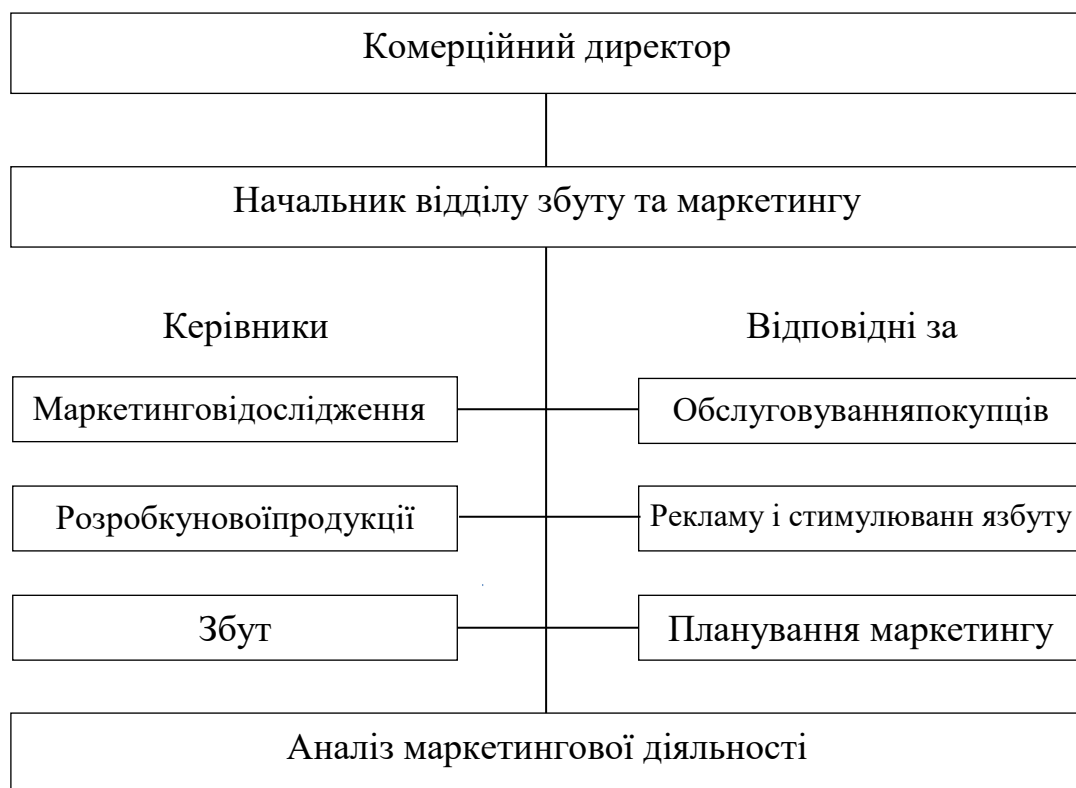 Комерційний директор
Начальник відділу збуту та маркетингу
Керівники
Відповідні за
Маркетинговідослідження
Обслуговуванняпокупців
Розробкуновоїпродукції
Рекламу і стимулюванн язбуту
Збут
Планування маркетингу
Аналіз маркетингової діяльності